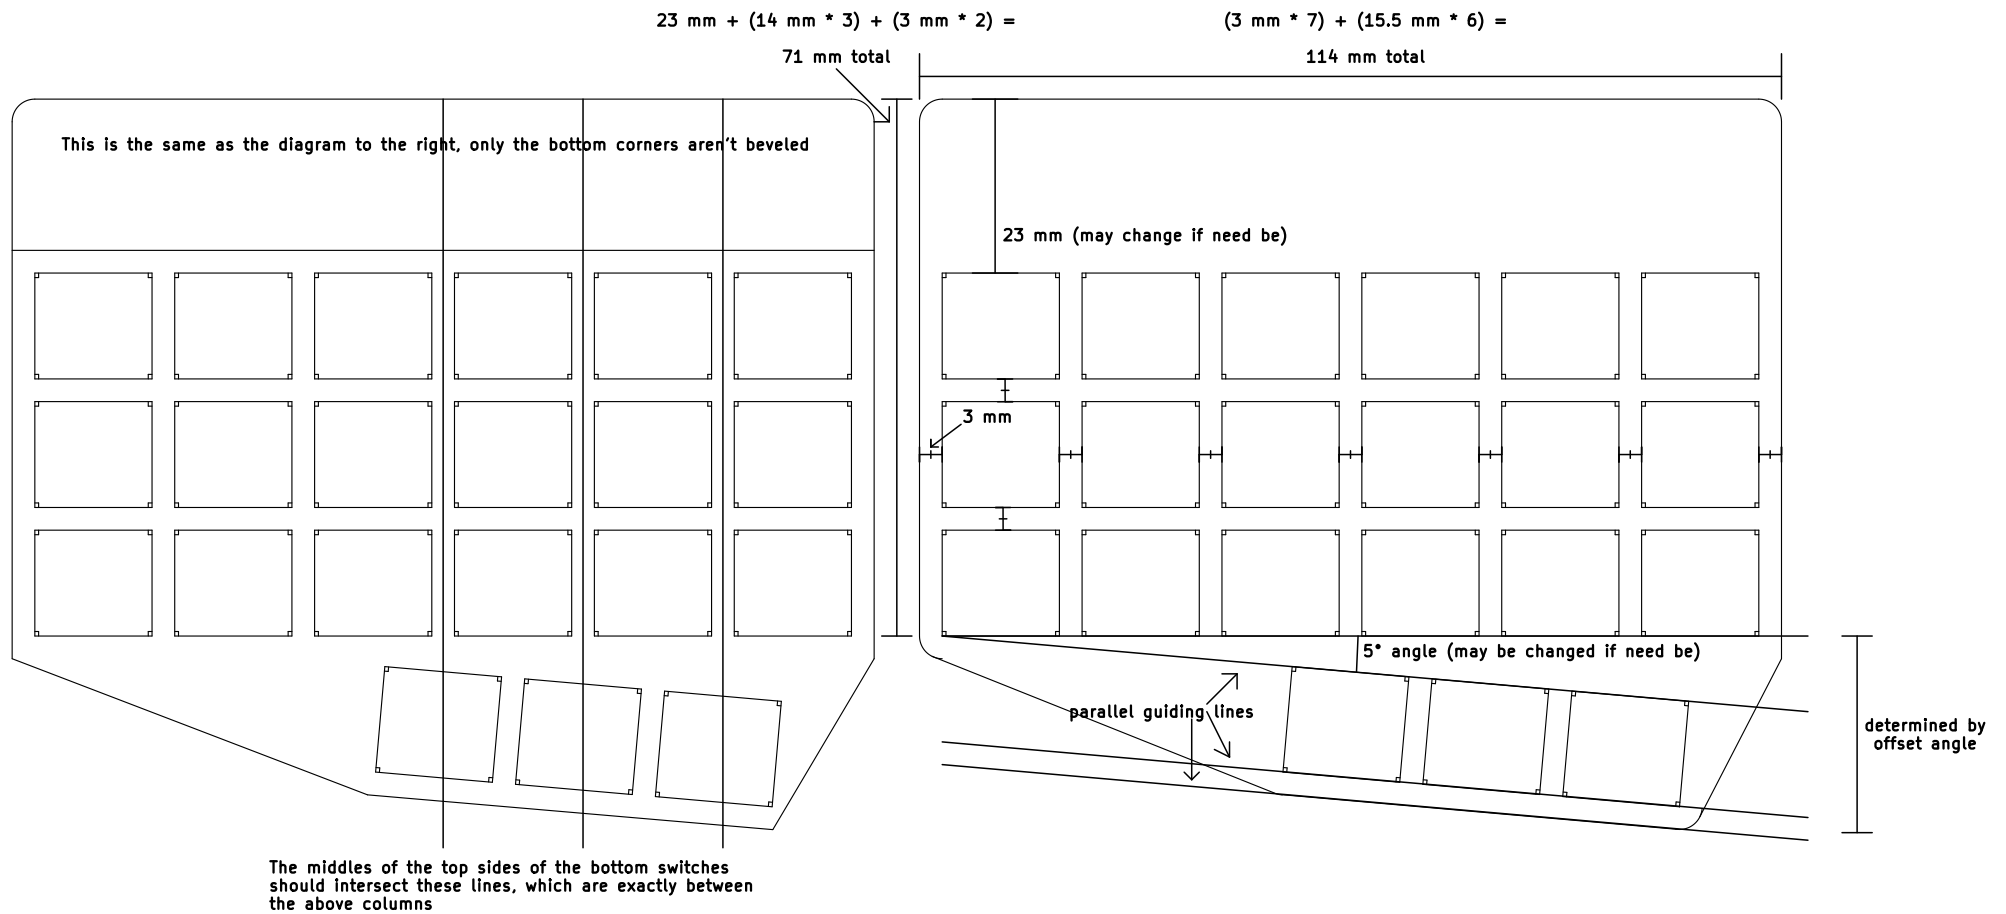 23 mm + (14 mm * 3) + (3 mm * 2) =
71 mm total
(3 mm * 7) + (15.5 mm * 6) =
114 mm total
This is the same as the diagram to the right, only the bottom corners aren't beveled
23 mm (may change if need be)
3 mm
5° angle (may be changed if need be)
parallel guiding lines
determined by
offset angle
The middles of the top sides of the bottom switches
should intersect these lines, which are exactly between
the above columns